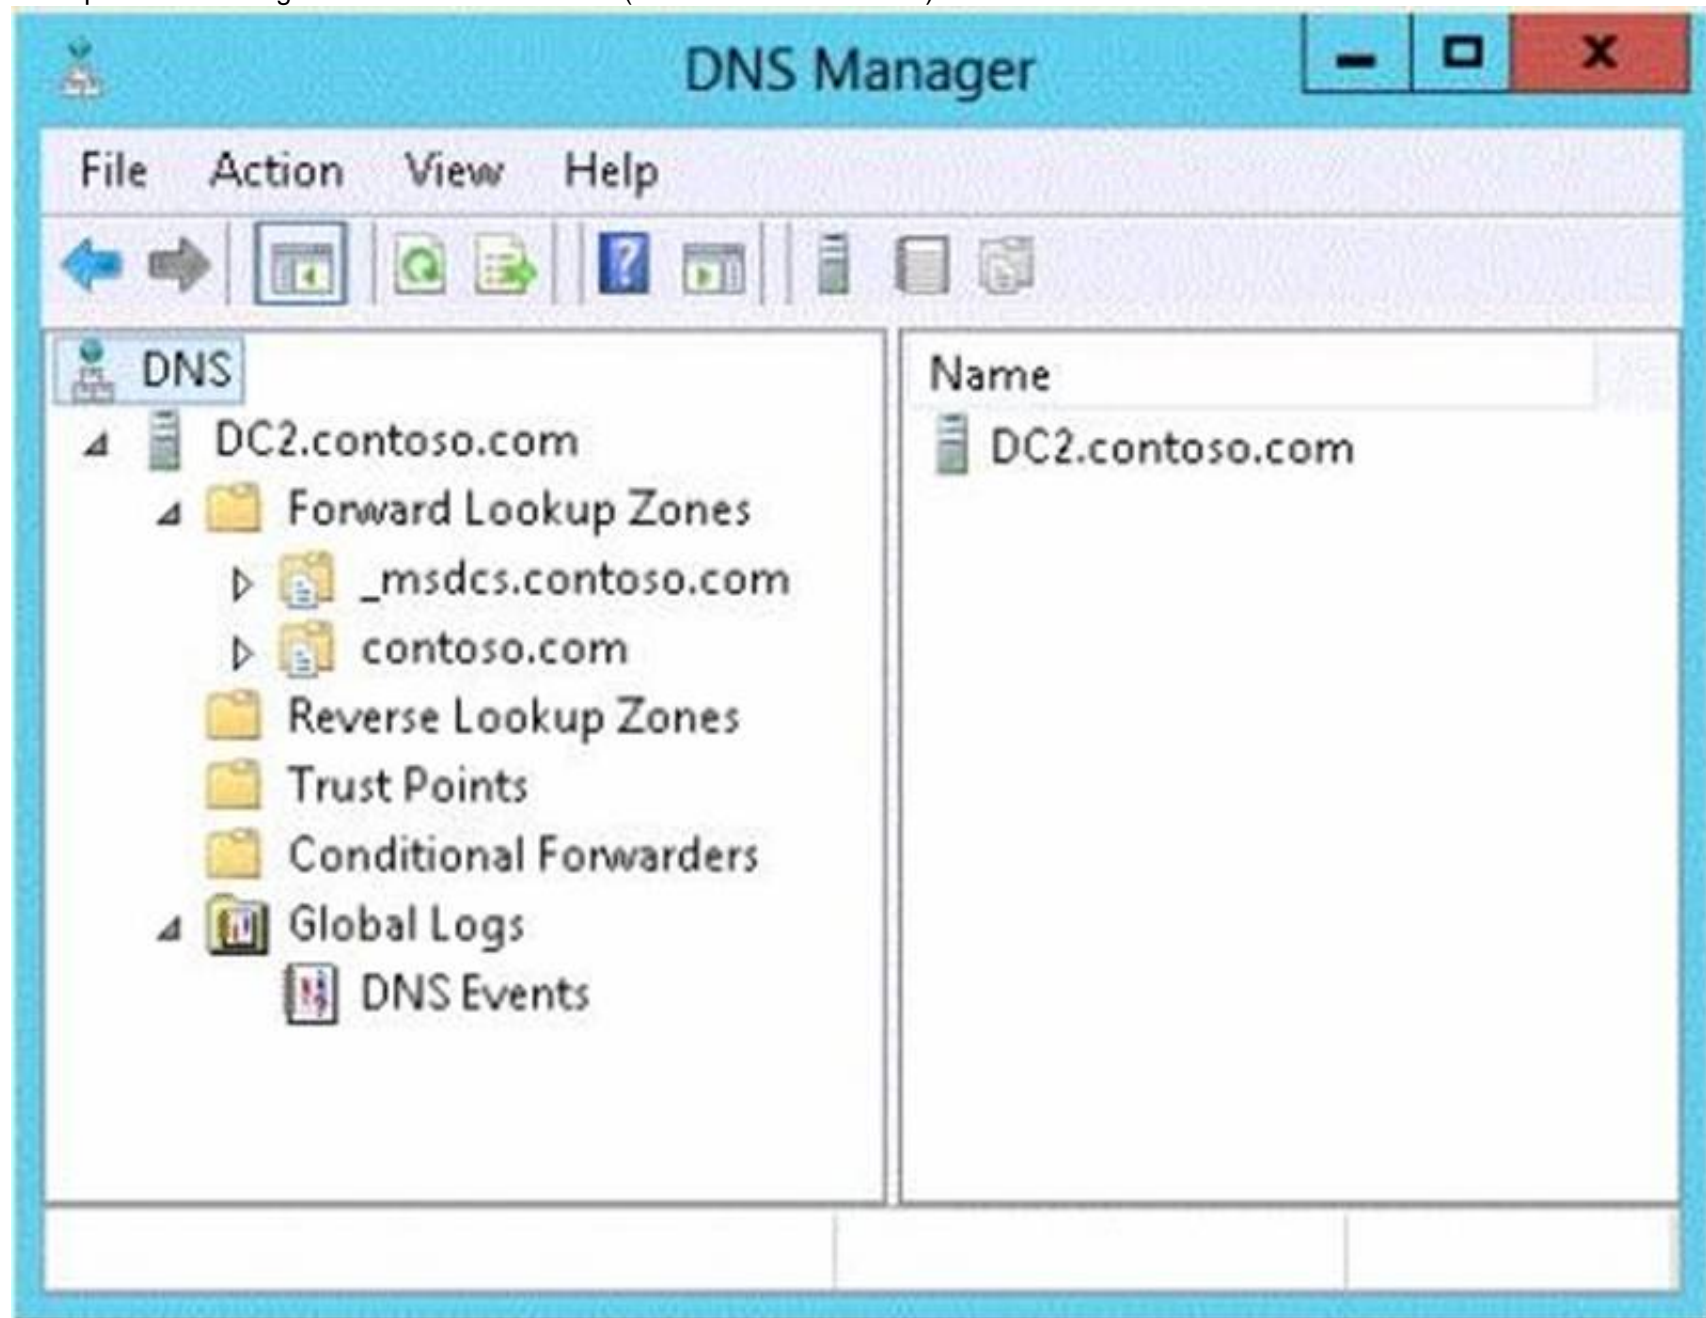 DNS Manager
File Action View Help
DNS
Name
DC2.contoso.com
DC2.contoso.com
Forward Lookup Zones
_msdcs.contoso.com
contoso.com
Reverse Lookup Zones
Trust Points
Conditional Forwarders
Global Logs
DNS Events